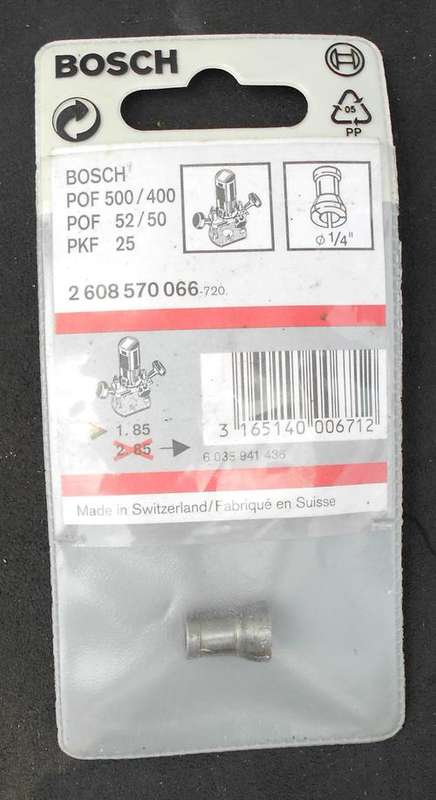 BOSCH
05
PP
BOSCH
POF 500/400
POF 52/50
PKF 25
ø 1/4"
2 608 570 066-720
1. 85
2. 85
3 165140 006712
6 035 941 436
Made in Switzerland/Fabriqué en Suisse